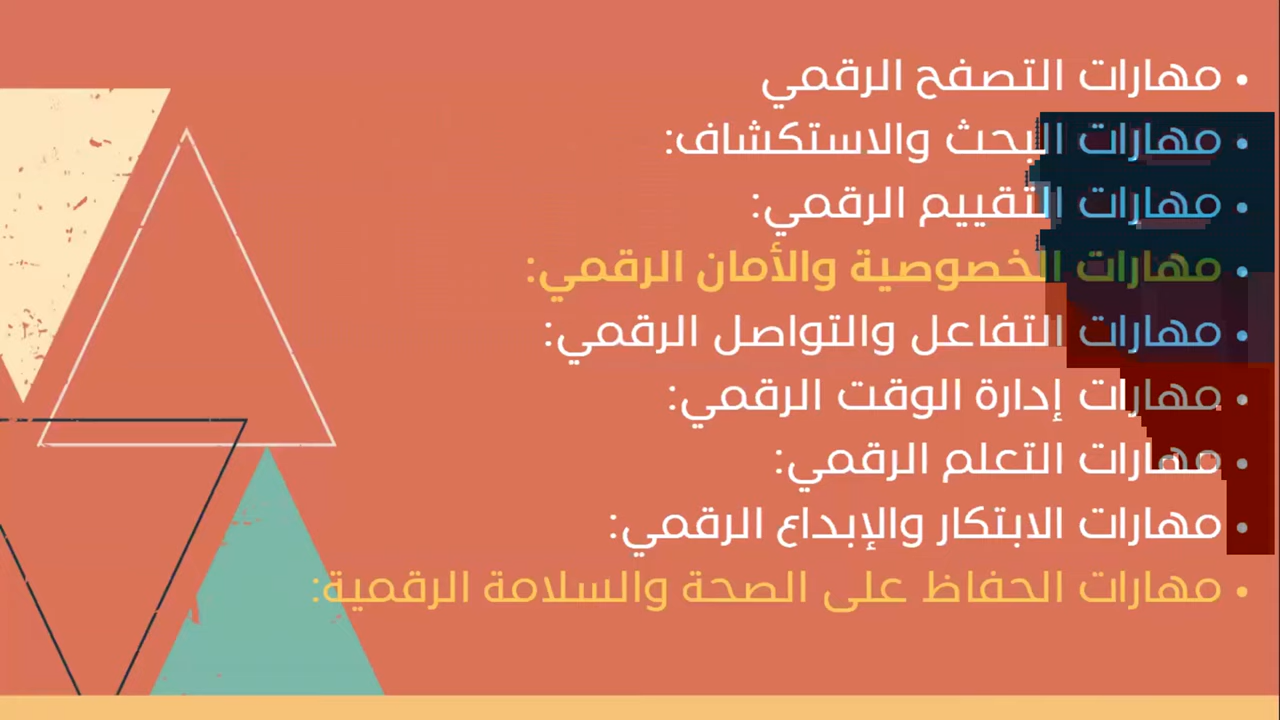 • مهارات التصفح الرقمي
• مهارات البحث والاستكشاف:
• مهارات التقييم الرقمي:
• مهارات الخصوصية والأمان الرقمي:
• مهارات التفاعل والتواصل الرقمي:
• مهارات إدارة الوقت الرقمي:
• مهارات التعلم الرقمي:
• مهارات الابتكار والإبداع الرقمي:
• مهارات الحفاظ على الصحة والسلامة الرقمية: